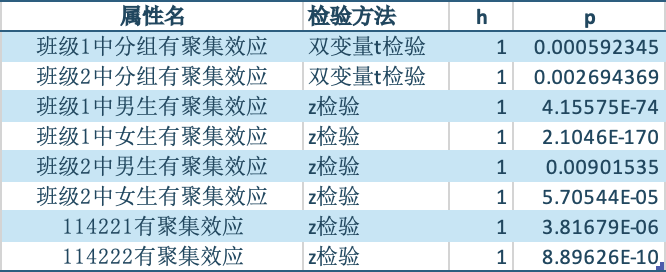 属性名 检验方法 h p
班级1中分组有聚集效应 双变量t检验 1 0.000592345
班级2中分组有聚集效应 双变量t检验 1 0.002694369
班级1中男生有聚集效应 z检验 1 4.15575E-74
班级1中女生有聚集效应 z检验 1 2.1046E-170
班级2中男生有聚集效应 z检验 1 0.00901535
班级2中女生有聚集效应 z检验 1 5.70544E-05
114221有聚集效应 z检验 1 3.81679E-06
114222有聚集效应 z检验 1 8.89626E-10